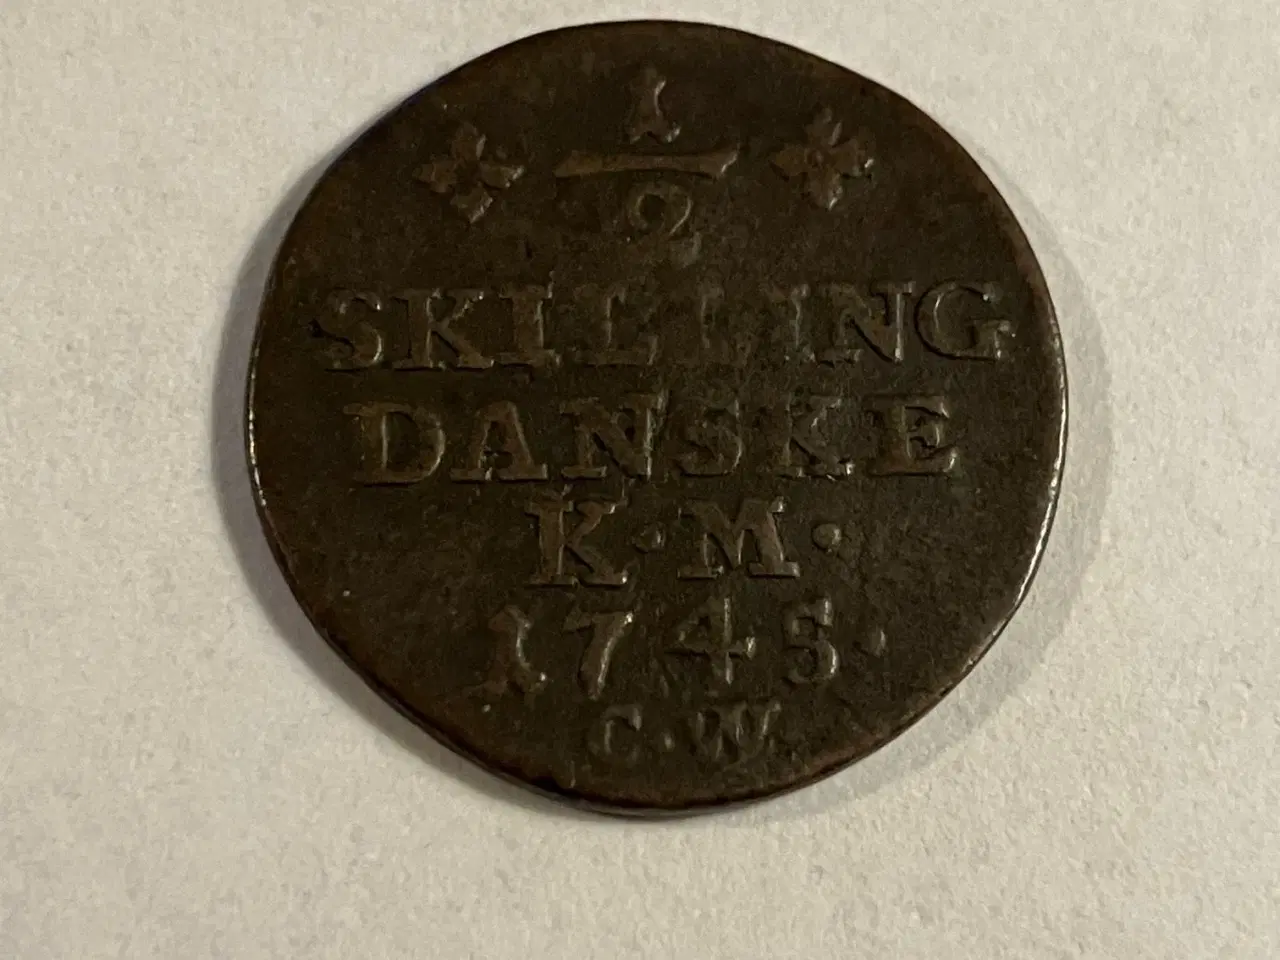 1/2
SKILLING
DANSKE
K·M·
1745·
C·W